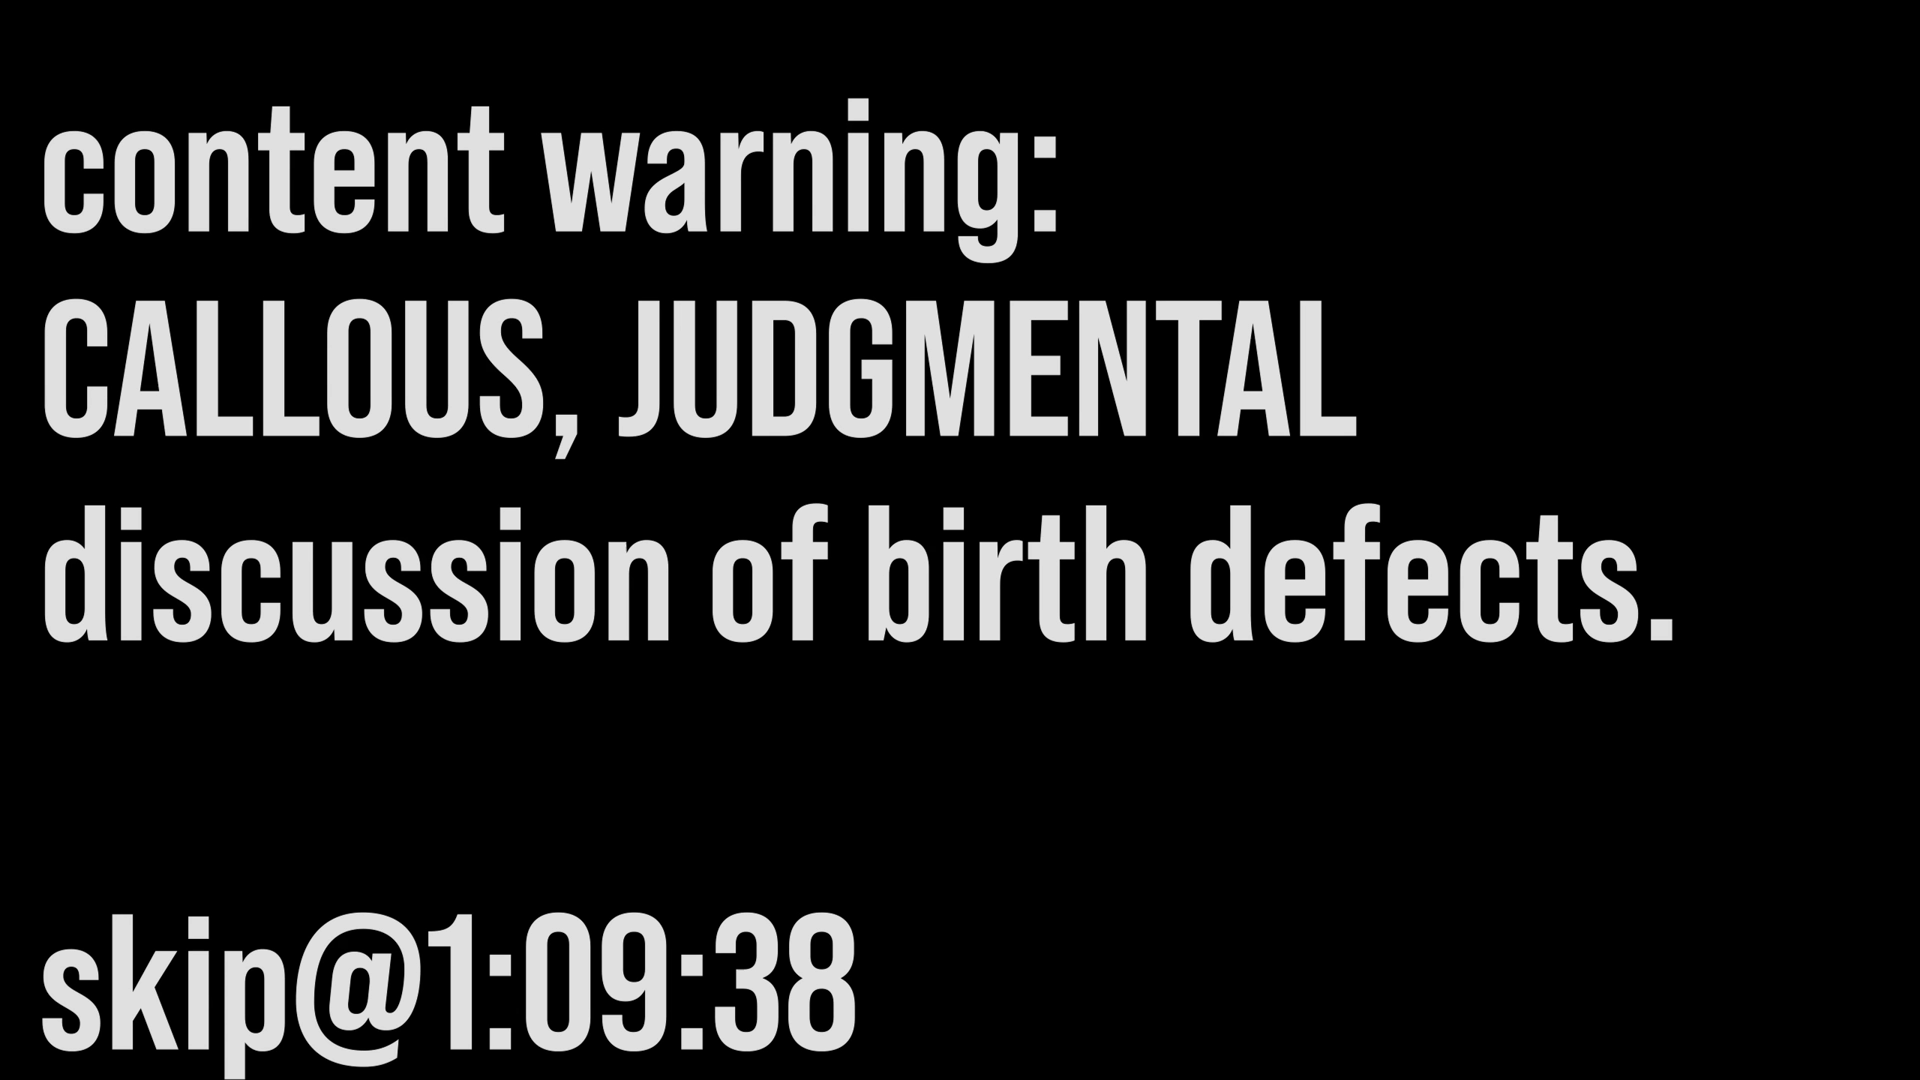 content warning:
CALLOUS, JUDGMENTAL
discussion of birth defects.
skip@1:09:38